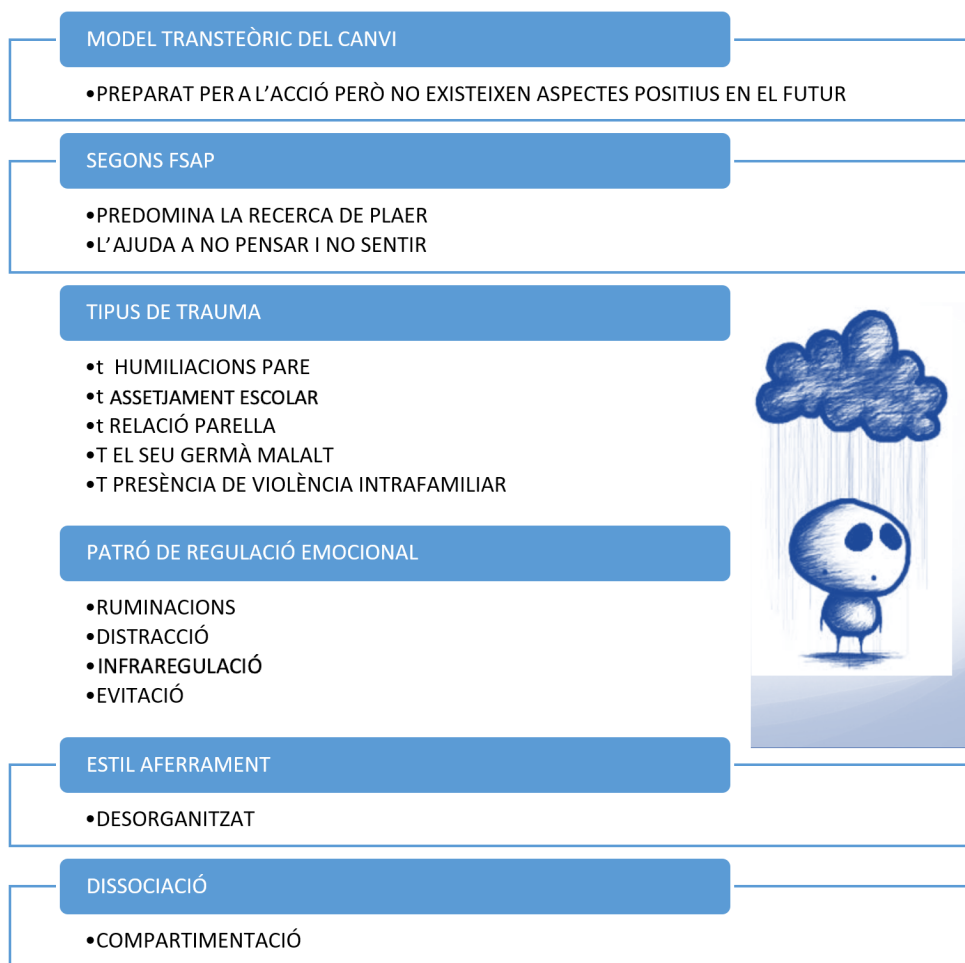 MODEL TRANSTEÒRIC DEL CANVI
•PREPARAT PER A L'ACCIÓ PERÒ NO EXISTEIXEN ASPECTES POSITIUS EN EL FUTUR
SEGONS FSAP
•PREDOMINA LA RECERCA DE PLAER
•L'AJUDA A NO PENSAR I NO SENTIR
TIPUS DE TRAUMA
•t HUMILIACIONS PARE
•t ASSETJAMENT ESCOLAR
•t RELACIÓ PARELLA
•T EL SEU GERMÀ MALALT
•T PRESÈNCIA DE VIOLÈNCIA INTRAFAMILIAR
PATRÓ DE REGULACIÓ EMOCIONAL
•RUMINACIONS
•DISTRACCIÓ
•INFRAREGULACIÓ
•EVITACIÓ
ESTIL AFERRAMENT
•DESORGANITZAT
DISSOCIACIÓ
•COMPARTIMENTACIÓ